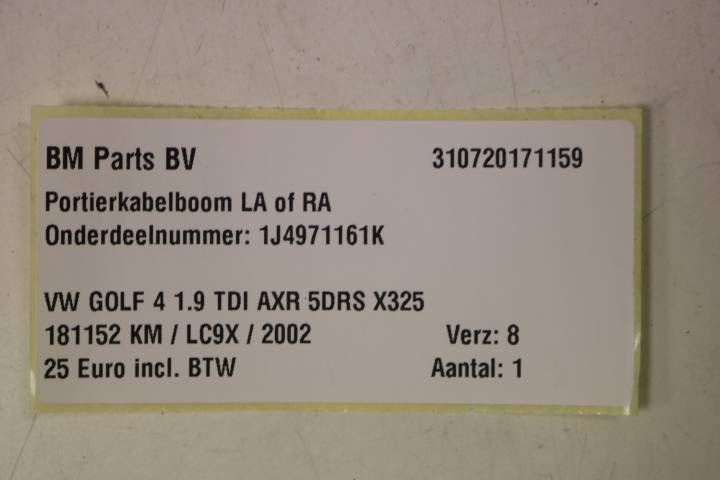 BM Parts BV 310720171159
Portierkabelboom LA of RA
Onderdeelnummer: 1J4971161K
VW GOLF 4 1.9 TDI AXR 5DRS X325
181152 KM / LC9X / 2002 Verz: 8
25 Euro incl. BTW Aantal: 1